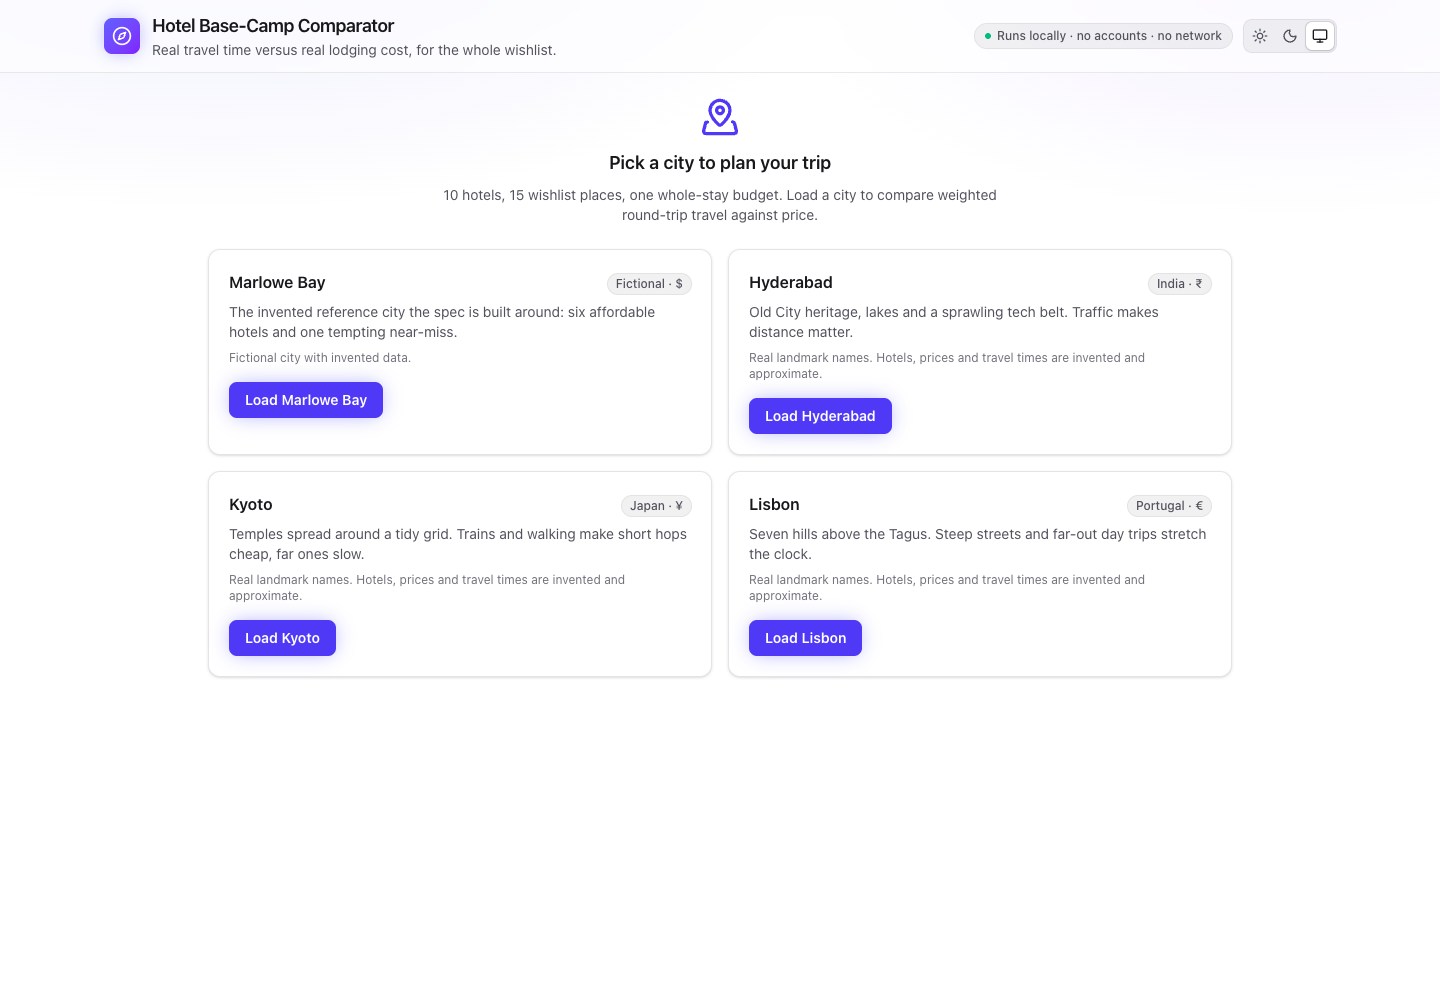 Hotel Base-Camp Comparator
Real travel time versus real lodging cost, for the whole wishlist.
Runs locally · no accounts · no network
Pick a city to plan your trip
10 hotels, 15 wishlist places, one whole-stay budget. Load a city to compare weighted
round-trip travel against price.
Marlowe Bay
Fictional · $
The invented reference city the spec is built around: six affordable
hotels and one tempting near-miss.
Fictional city with invented data.
Load Marlowe Bay
Hyderabad
India · ₹
Old City heritage, lakes and a sprawling tech belt. Traffic makes
distance matter.
Real landmark names. Hotels, prices and travel times are invented and
approximate.
Load Hyderabad
Kyoto
Japan · ¥
Temples spread around a tidy grid. Trains and walking make short hops
cheap, far ones slow.
Real landmark names. Hotels, prices and travel times are invented and
approximate.
Load Kyoto
Lisbon
Portugal · €
Seven hills above the Tagus. Steep streets and far-out day trips stretch
the clock.
Real landmark names. Hotels, prices and travel times are invented and
approximate.
Load Lisbon